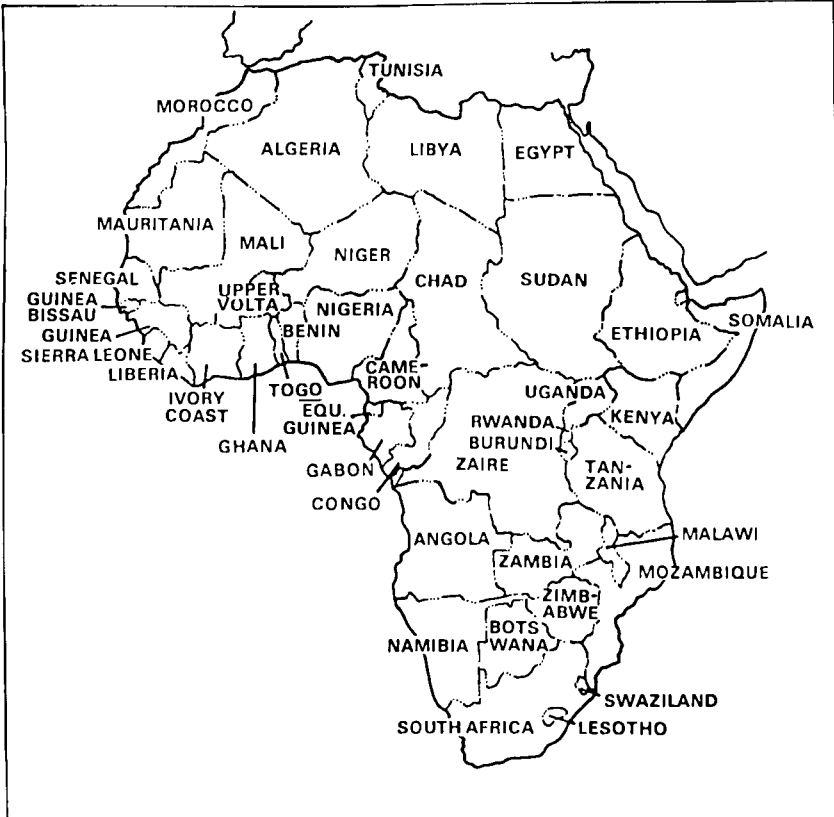 TUNISIA
MOROCCO
ALGERIA
LIBYA
EGYPT
MAURITANIA
MALI
NIGER
CHAD
SUDAN
SENEGAL
GUINEA
BISSAU
GUINEA
SIERRA LEONE
LIBERIA
UPPER
VOLTA
NIGERIA
BENIN
ETHIOPIA
SOMALIA
IVORY
COAST
GHANA
TOGO
CAME-
ROON
EQU.
GUINEA
GABON
CONGO
UGANDA
KENYA
RWANDA
BURUNDI
ZAIRE
TAN-
ZANIA
ANGOLA
ZAMBIA
MALAWI
MOZAMBIQUE
ZIMB-
ABWE
NAMIBIA
BOTS
WANA
SWAZILAND
SOUTH AFRICA
LESOTHO